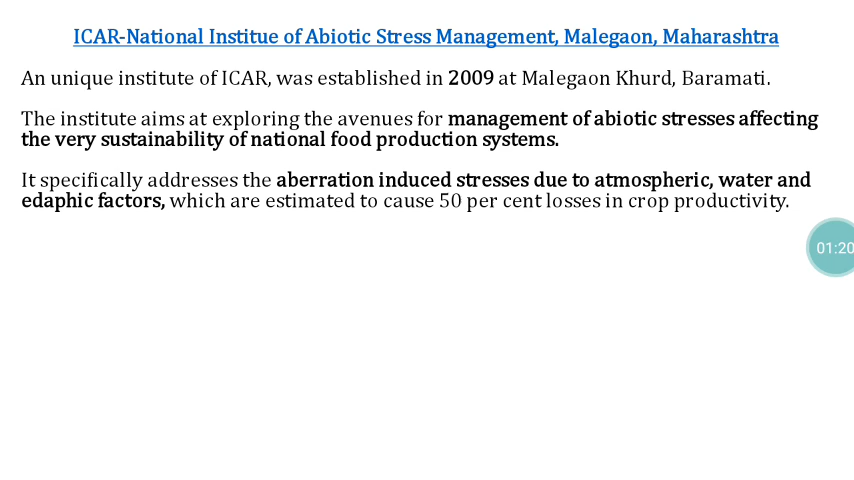 ICAR-National Institue of Abiotic Stress Management, Malegaon, Maharashtra
An unique institute of ICAR, was established in 2009 at Malegaon Khurd, Baramati.
The institute aims at exploring the avenues for management of abiotic stresses affecting
the very sustainability of national food production systems.
It specifically addresses the aberration induced stresses due to atmospheric, water and
edaphic factors, which are estimated to cause 50 per cent losses in crop productivity.
01:20